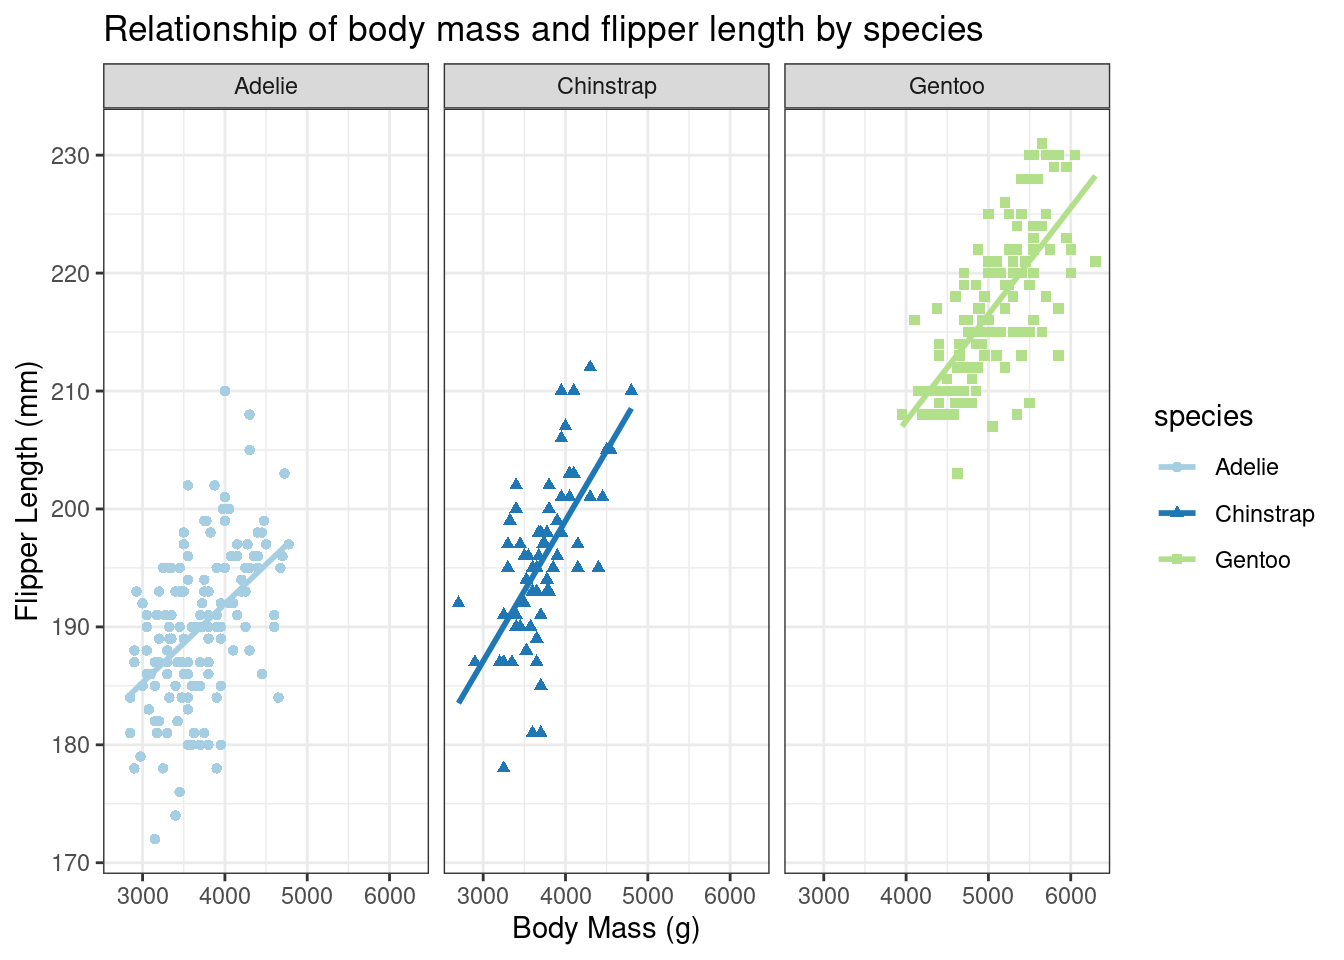 Relationship of body mass and flipper length by species
Adelie Chinstrap Gentoo
230
220
210
200
190
180
170
Flipper Length (mm)
3000 4000 5000 6000 3000 4000 5000 6000 3000 4000 5000 6000
Body Mass (g)
species
Adelie
Chinstrap
Gentoo